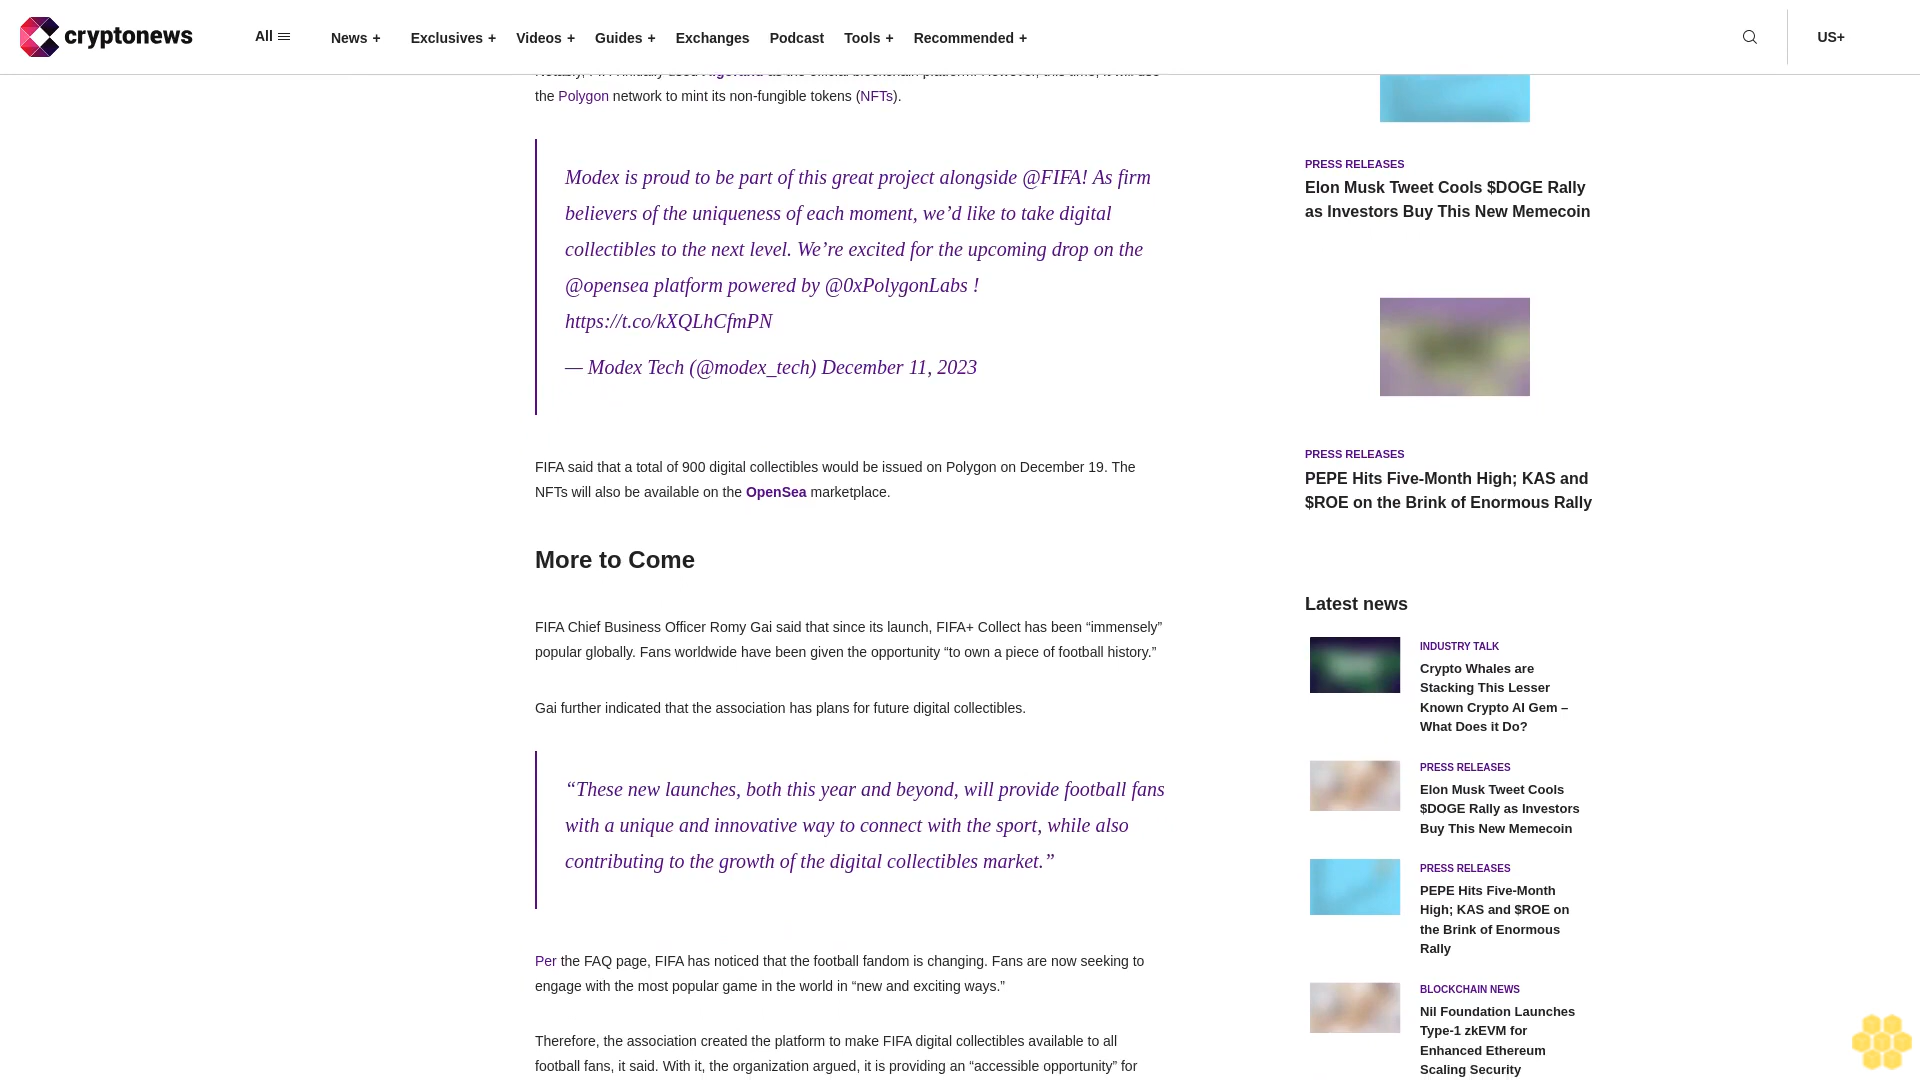 cryptonews
All
News +
Exclusives +
Videos +
Guides +
Exchanges
Podcast
Tools +
Recommended +
US+
the Polygon network to mint its non-fungible tokens (NFTs).
Modex is proud to be part of this great project alongside @FIFA! As firm
believers of the uniqueness of each moment, we’d like to take digital
collectibles to the next level. We’re excited for the upcoming drop on the
@opensea platform powered by @0xPolygonLabs !
https://t.co/kXQLhCfmPN
— Modex Tech (@modex_tech) December 11, 2023
FIFA said that a total of 900 digital collectibles would be issued on Polygon on December 19. The
NFTs will also be available on the OpenSea marketplace.
More to Come
FIFA Chief Business Officer Romy Gai said that since its launch, FIFA+ Collect has been “immensely”
popular globally. Fans worldwide have been given the opportunity “to own a piece of football history.”
Gai further indicated that the association has plans for future digital collectibles.
“These new launches, both this year and beyond, will provide football fans
with a unique and innovative way to connect with the sport, while also
contributing to the growth of the digital collectibles market.”
Per the FAQ page, FIFA has noticed that the football fandom is changing. Fans are now seeking to
engage with the most popular game in the world in “new and exciting ways.”
Therefore, the association created the platform to make FIFA digital collectibles available to all
football fans, it said. With it, the organization argued, it is providing an “accessible opportunity” for
PRESS RELEASES
Elon Musk Tweet Cools $DOGE Rally
as Investors Buy This New Memecoin
PRESS RELEASES
PEPE Hits Five-Month High; KAS and
$ROE on the Brink of Enormous Rally
Latest news
INDUSTRY TALK
Crypto Whales are
Stacking This Lesser
Known Crypto AI Gem –
What Does it Do?
PRESS RELEASES
Elon Musk Tweet Cools
$DOGE Rally as Investors
Buy This New Memecoin
PRESS RELEASES
PEPE Hits Five-Month
High; KAS and $ROE on
the Brink of Enormous
Rally
BLOCKCHAIN NEWS
Nil Foundation Launches
Type-1 zkEVM for
Enhanced Ethereum
Scaling Security